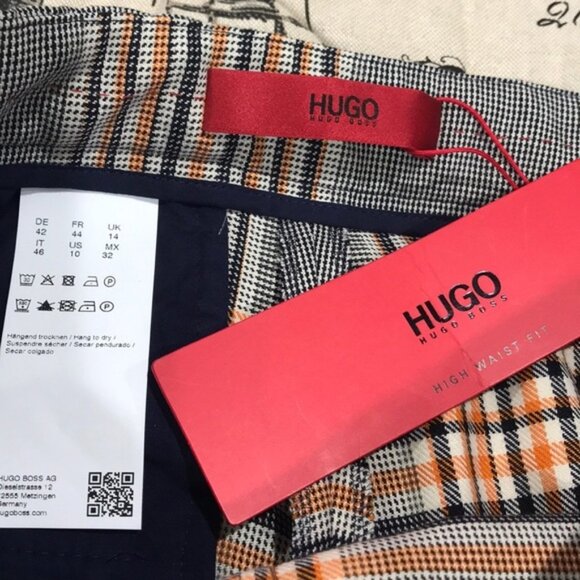 HUGO
HUGO BOSS
DE FR UK
42 44 14
IT US MX
46 10 32
Hängend trocknen / Hang to dry /
Suspendre sécher / Secar pendurado /
Secar colgado
HUGO BOSS AG
Dieselstrasse 12
72555 Metzingen
Germany
hugoboss.com
HUGO
HUGO BOSS
HIGH WAIST FIT